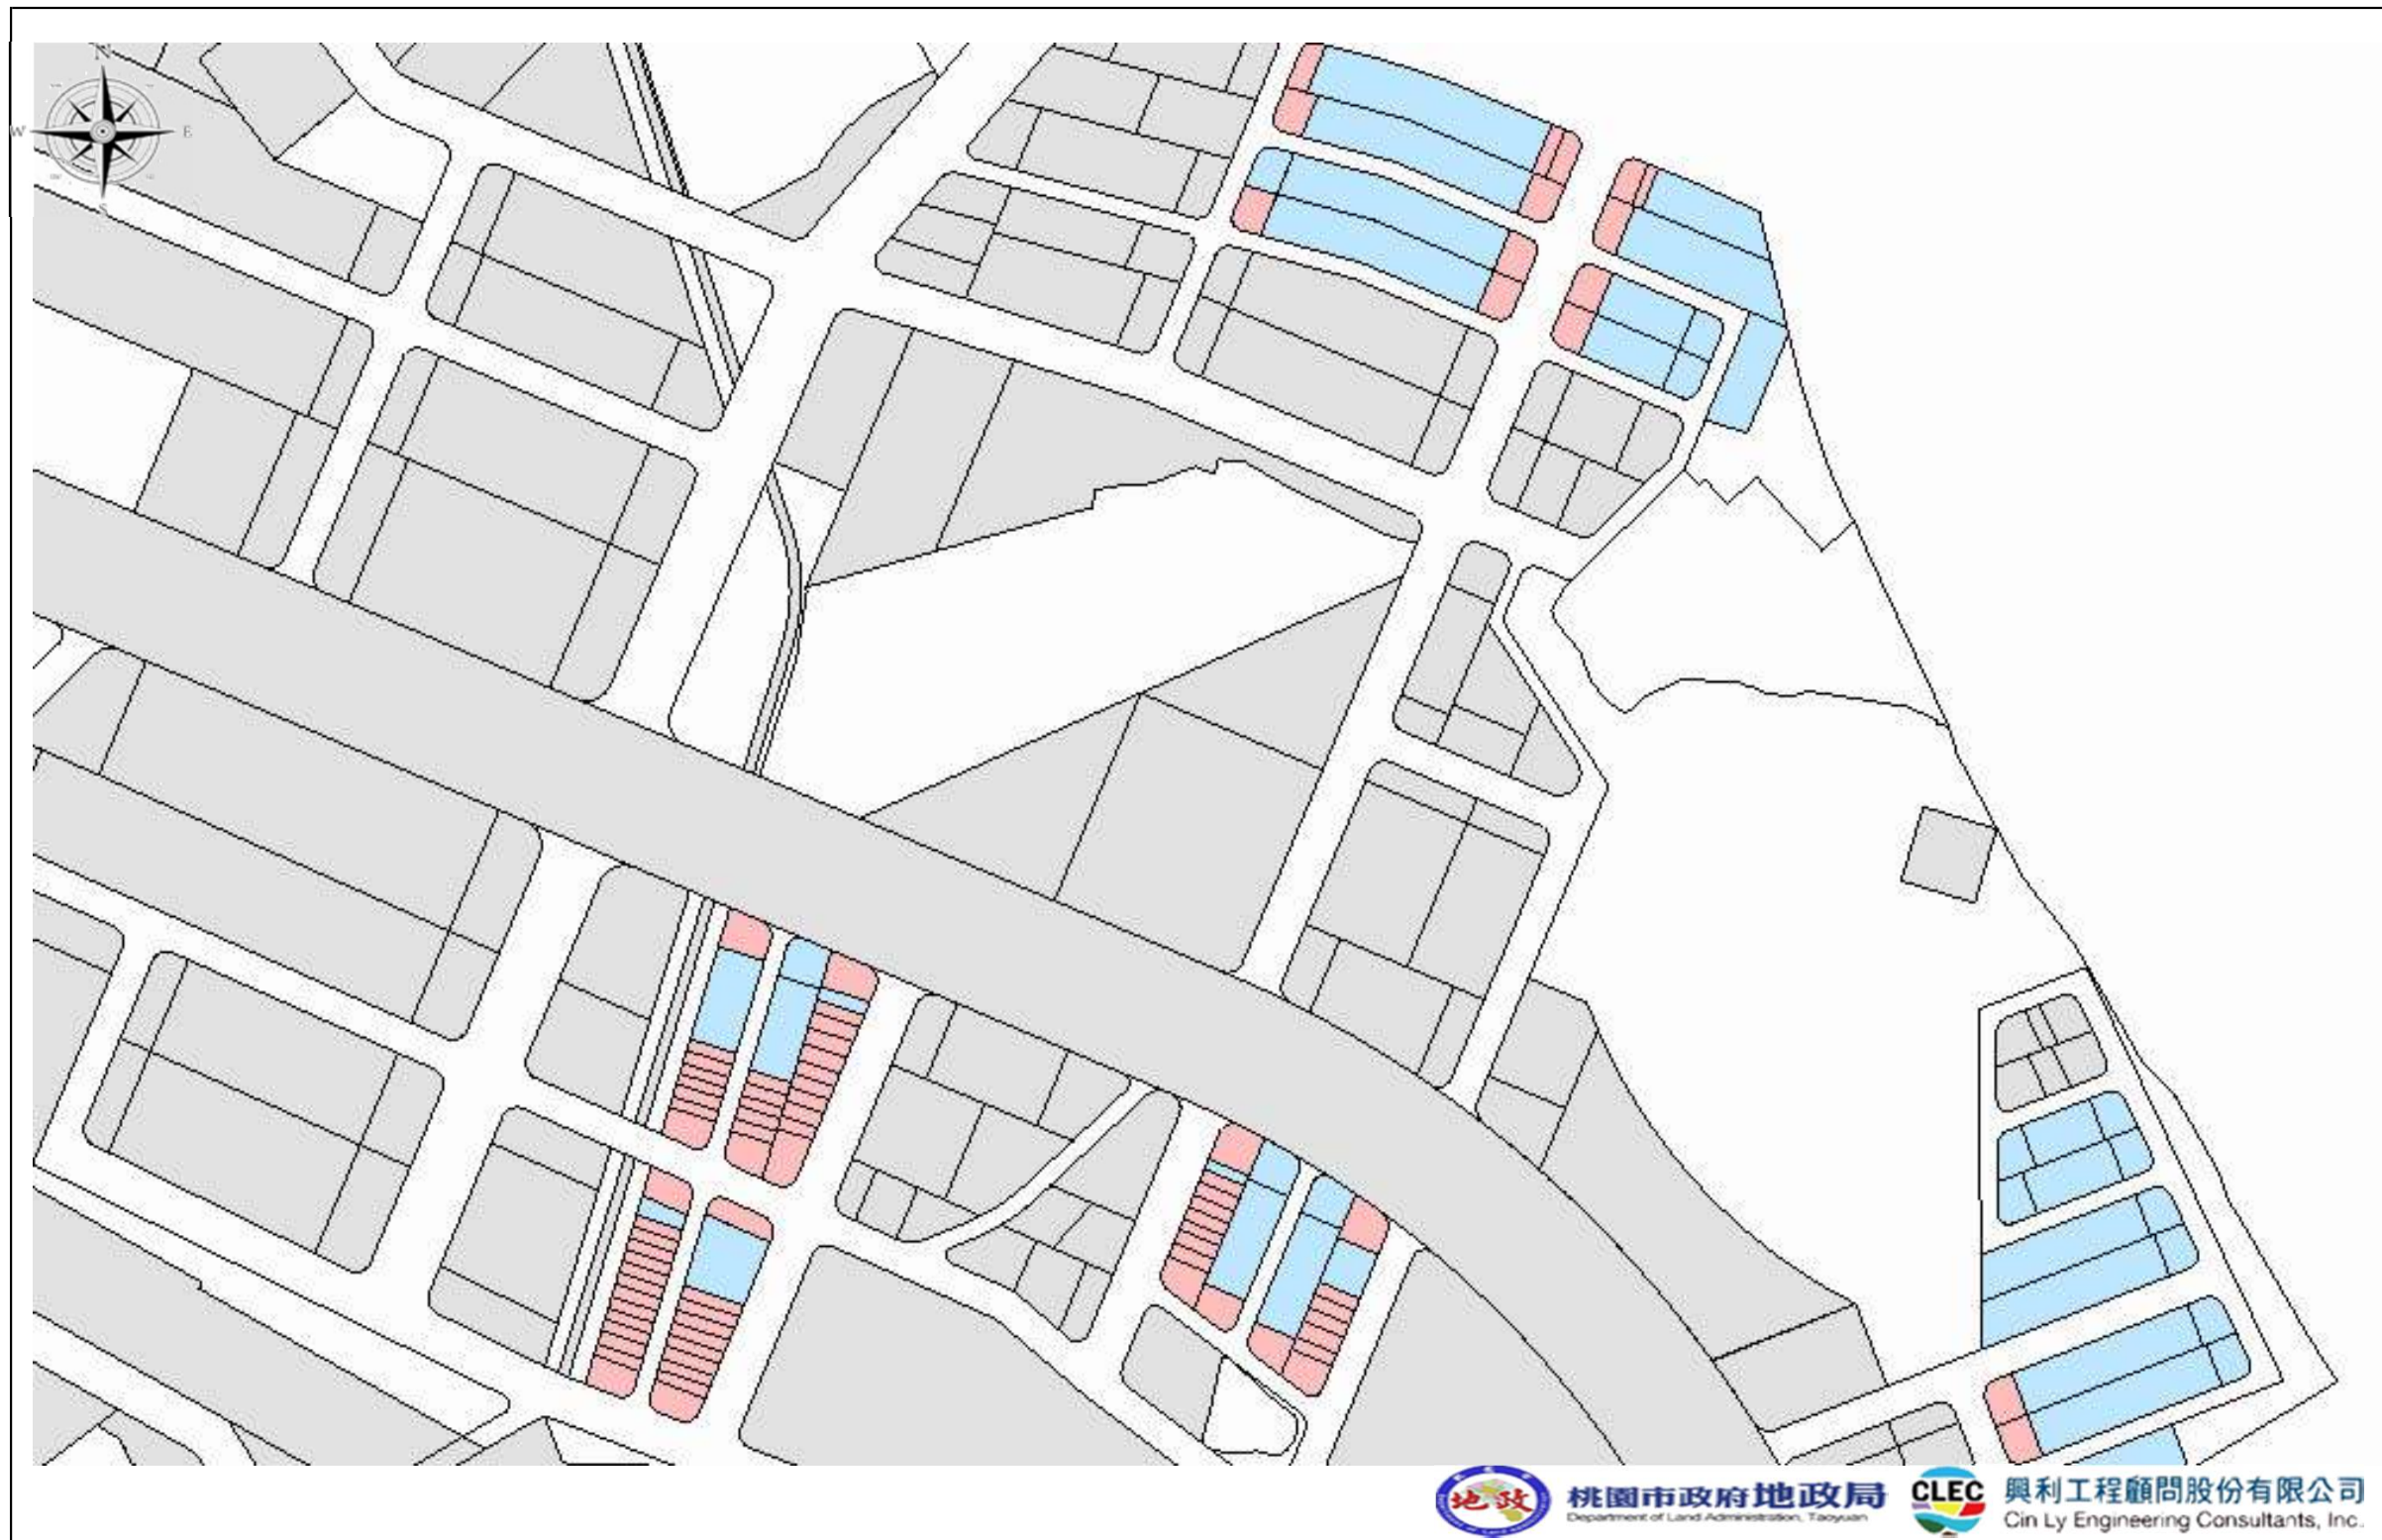 N
W
E
S
地政
桃園市政府地政局
Department of Land Administration, Taoyuan
CLEC
興利工程顧問股份有限公司
Cin Ly Engineering Consultants, Inc.